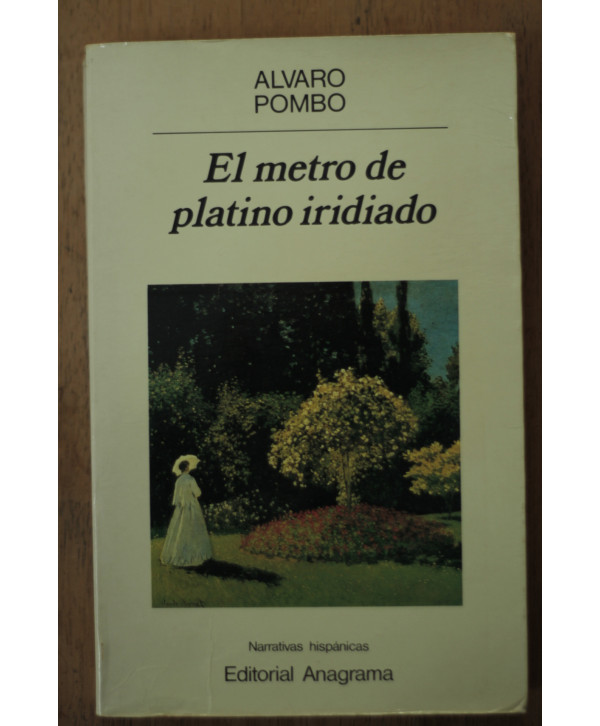 ALVARO
POMBO
El metro de
platino iridiado
Narrativas hispánicas
Editorial Anagrama